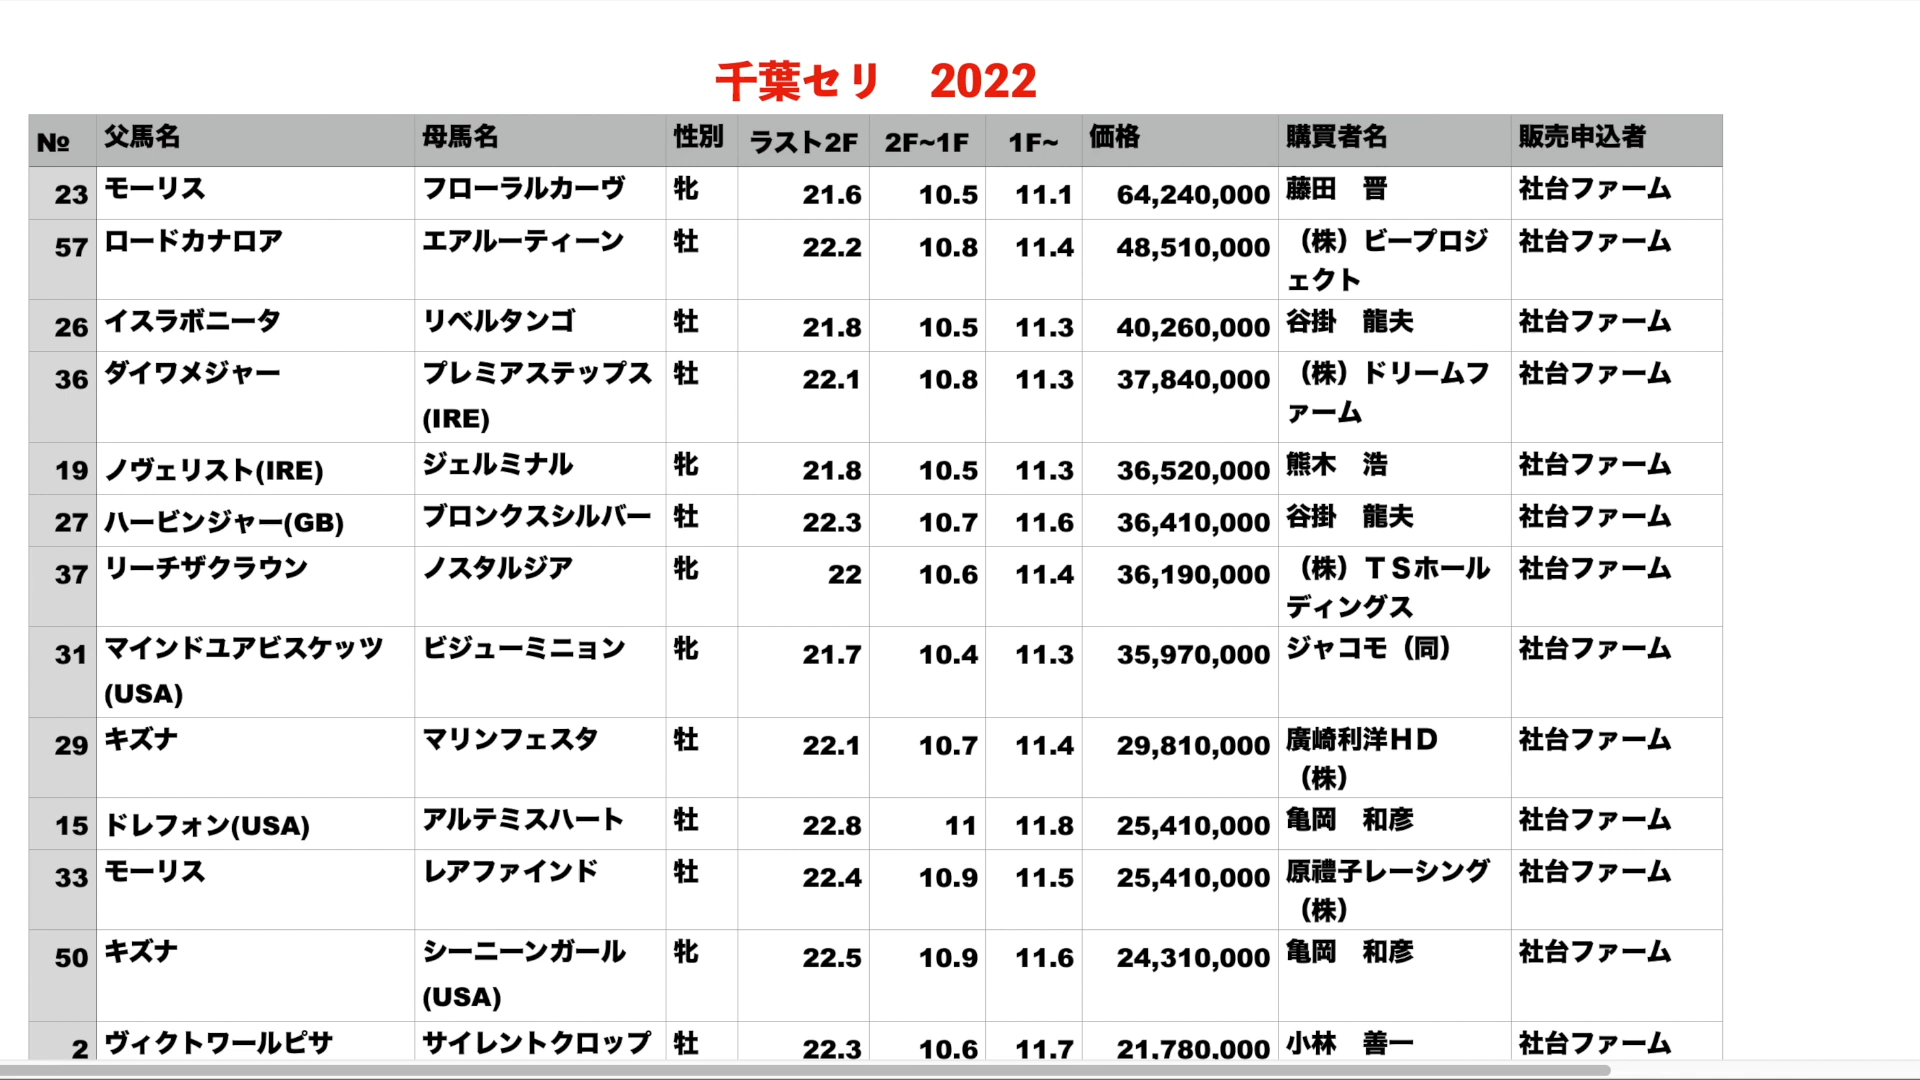 千葉セリ　2022
№ 父馬名 母馬名 性別 ラスト2F 2F~1F 1F~ 価格 購買者名 販売申込者
23 モーリス フローラルカーヴ 牝 21.6 10.5 11.1 64,240,000 藤田　晋 社台ファーム
57 ロードカナロア エアルーティーン 牡 22.2 10.8 11.4 48,510,000 （株）ビープロジ 社台ファーム
ェクト
26 イスラボニータ リベルタンゴ 牡 21.8 10.5 11.3 40,260,000 谷掛　龍夫 社台ファーム
36 ダイワメジャー プレミアステップス 牡 22.1 10.8 11.3 37,840,000 （株）ドリームフ 社台ファーム
(IRE) ァーム
19 ノヴェリスト(IRE) ジェルミナル 牝 21.8 10.5 11.3 36,520,000 熊木　浩 社台ファーム
27 ハービンジャー(GB) ブロンクスシルバー 牡 22.3 10.7 11.6 36,410,000 谷掛　龍夫 社台ファーム
37 リーチザクラウン ノスタルジア 牝 22 10.6 11.4 36,190,000 （株）ＴＳホール 社台ファーム
ディングス
31 マインドユアビスケッツ ビジューミニョン 牝 21.7 10.4 11.3 35,970,000 ジャコモ（同） 社台ファーム
(USA)
29 キズナ マリンフェスタ 牡 22.1 10.7 11.4 29,810,000 廣崎利洋ＨＤ 社台ファーム
（株）
15 ドレフォン(USA) アルテミスハート 牡 22.8 11 11.8 25,410,000 亀岡　和彦 社台ファーム
33 モーリス レアファインド 牡 22.4 10.9 11.5 25,410,000 原禮子レーシング 社台ファーム
（株）
50 キズナ シーニーンガール 牝 22.5 10.9 11.6 24,310,000 亀岡　和彦 社台ファーム
(USA)
2 ヴィクトワールピサ サイレントクロップ 牡 22.3 10.6 11.7 21,780,000 小林　善一 社台ファーム